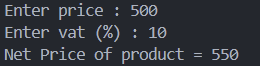 Enter price : 500
Enter vat (%) : 10
Net Price of product = 550